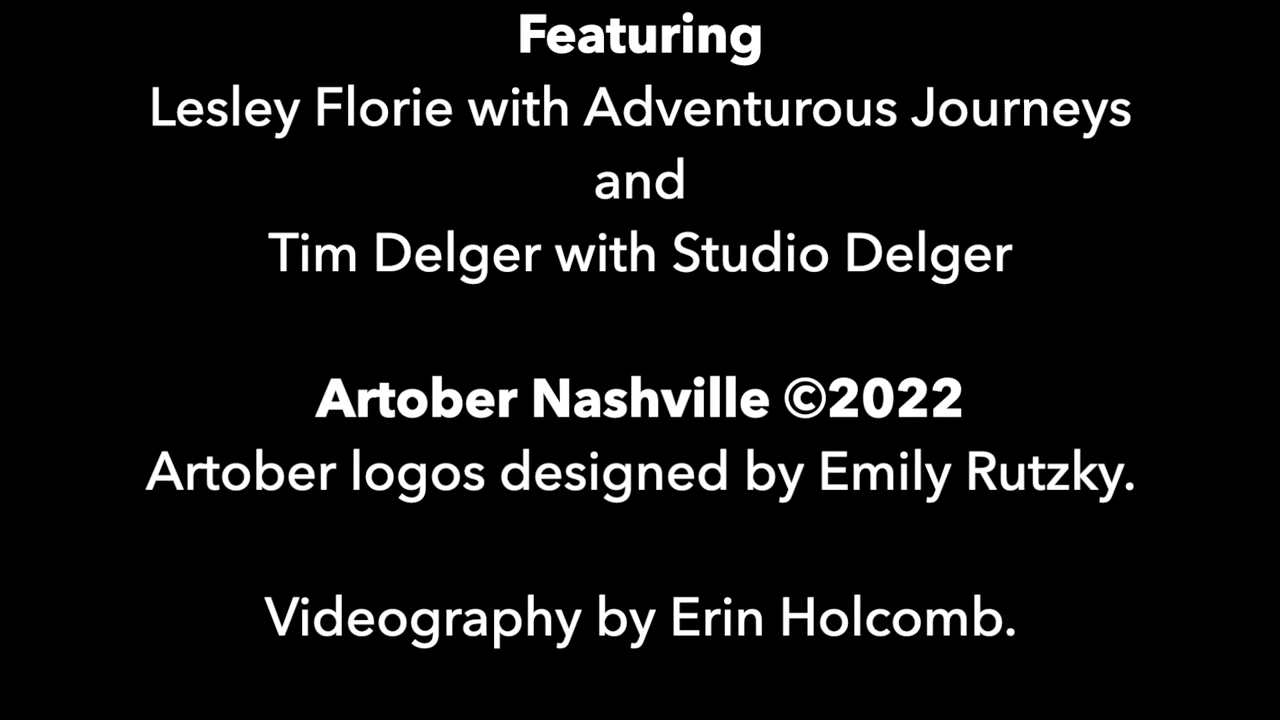 Featuring
Lesley Florie with Adventurous Journeys
and
Tim Delger with Studio Delger
Artober Nashville ©2022
Artober logos designed by Emily Rutzky.
Videography by Erin Holcomb.